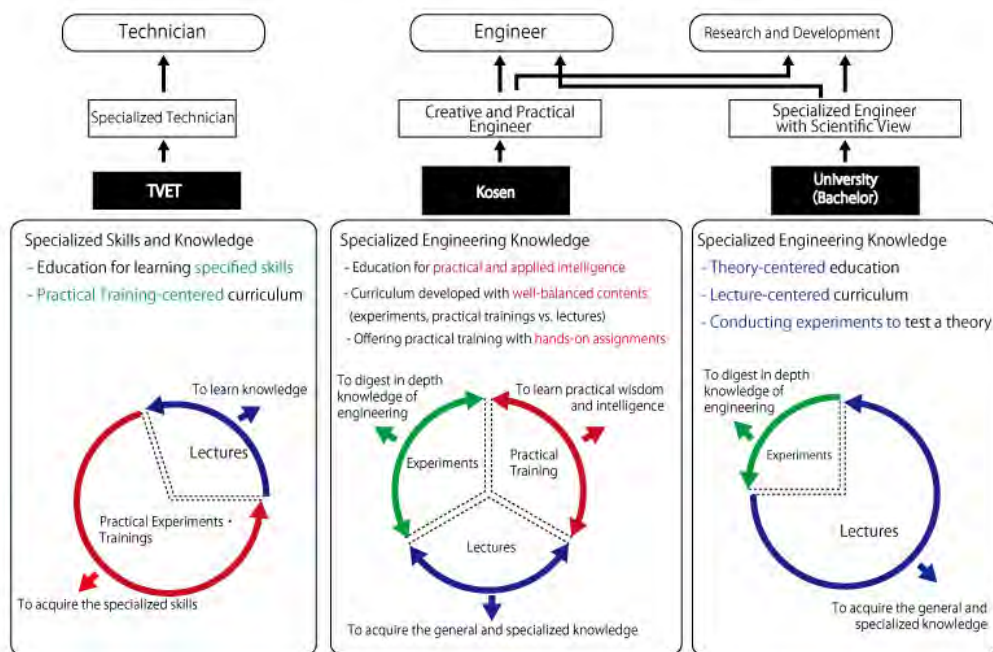 Technician
Engineer
Research and Development
Specialized Technician
Creative and Practical
Engineer
Specialized Engineer
with Scientific View
TVET
Kosen
University
(Bachelor)
Specialized Skills and Knowledge
- Education for learning specified skills
- Practical Training-centered curriculum
To learn knowledge
Lectures
Practical Experiments・
Trainings
To acquire the specialized skills
Specialized Engineering Knowledge
- Education for practical and applied intelligence
- Curriculum developed with well-balanced contents
(experiments, practical trainings vs. lectures)
- Offering practical training with hands-on assignments
To digest in depth
knowledge of
engineering
To learn practical wisdom
and intelligence
Experiments
Practical
Training
Lectures
To acquire the general and specialized knowledge
Specialized Engineering Knowledge
- Theory-centered education
- Lecture-centered curriculum
- Conducting experiments to test a theory
To digest in depth
knowledge of
engineering
Experiments
Lectures
To acquire the general and
specialized knowledge